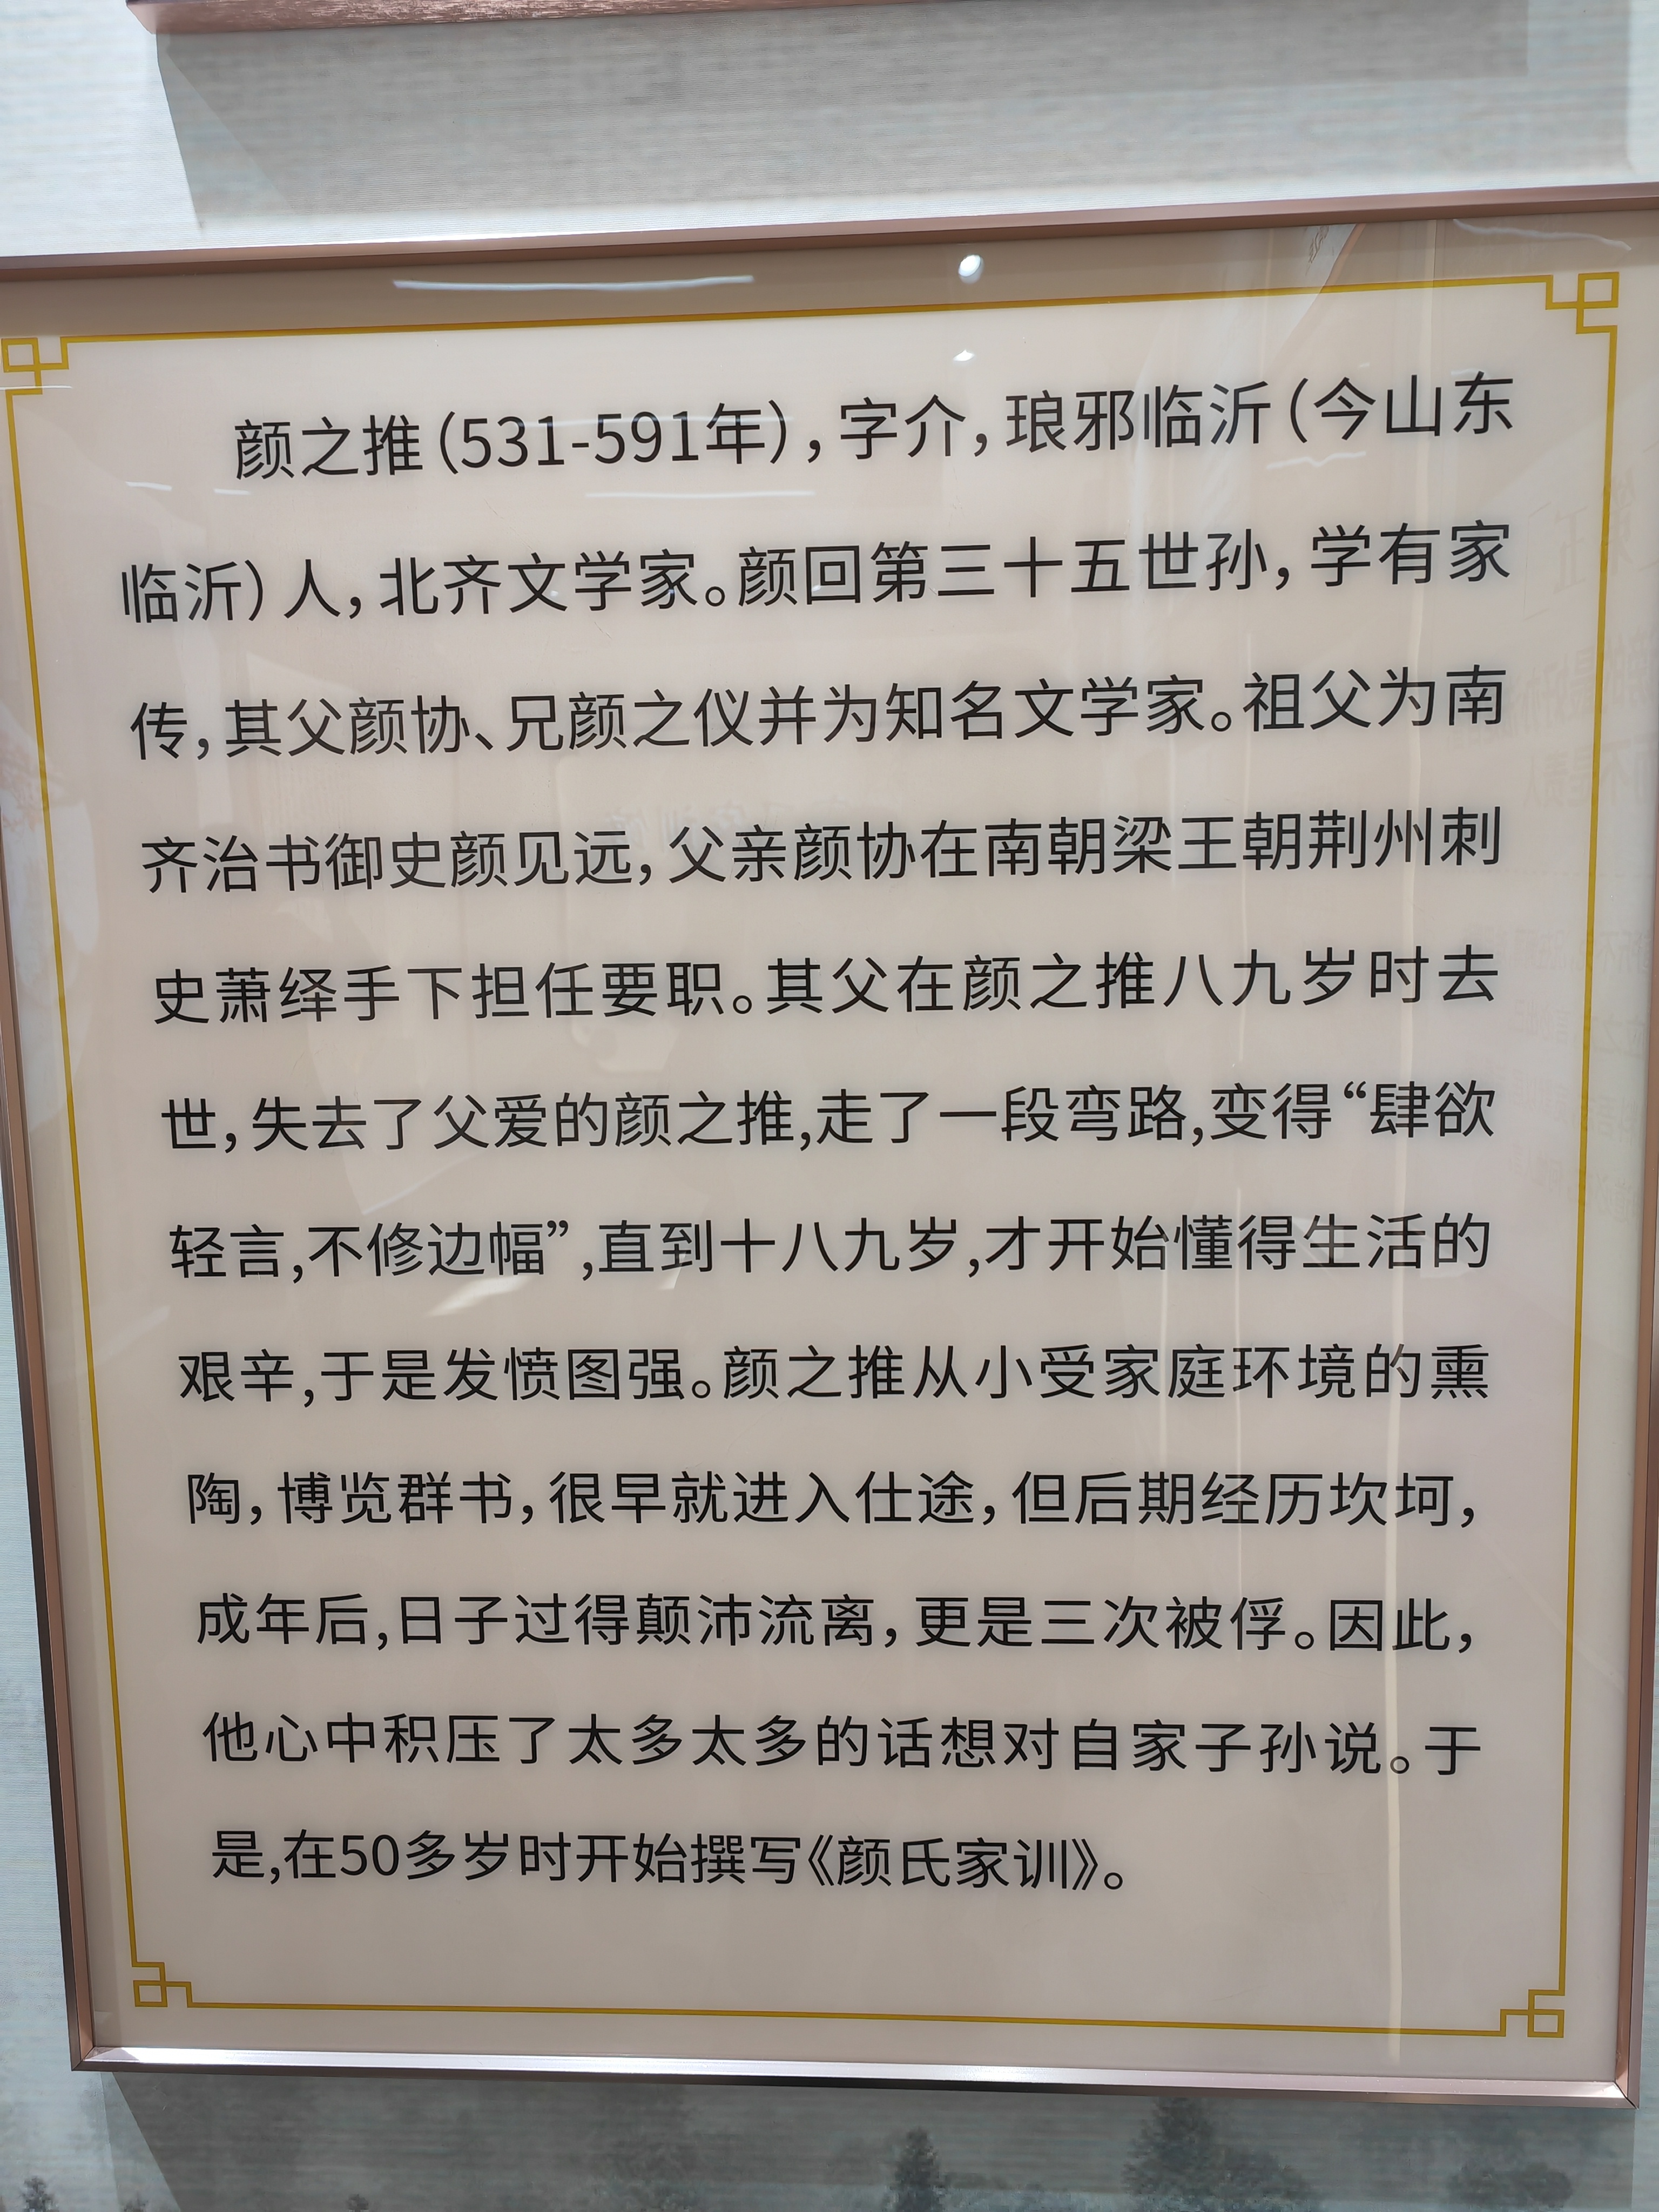 颜之推(531-591年),字介,琅邪临沂(今山东
临沂)人,北齐文学家。颜回第三十五世孙,学有家
传,其父颜协、兄颜之仪并为知名文学家。祖父为南
齐治书御史颜见远,父亲颜协在南朝梁王朝荆州刺
史萧绎手下担任要职。其父在颜之推八九岁时去
世,失去了父爱的颜之推,走了一段弯路,变得“肆欲
轻言,不修边幅”,直到十八九岁,才开始懂得生活的
艰辛,于是发愤图强。颜之推从小受家庭环境的熏
陶,博览群书,很早就进入仕途,但后期经历坎坷,
成年后,日子过得颠沛流离,更是三次被俘。因此,
他心中积压了太多太多的话想对自家子孙说。于
是,在50多岁时开始撰写《颜氏家训》。